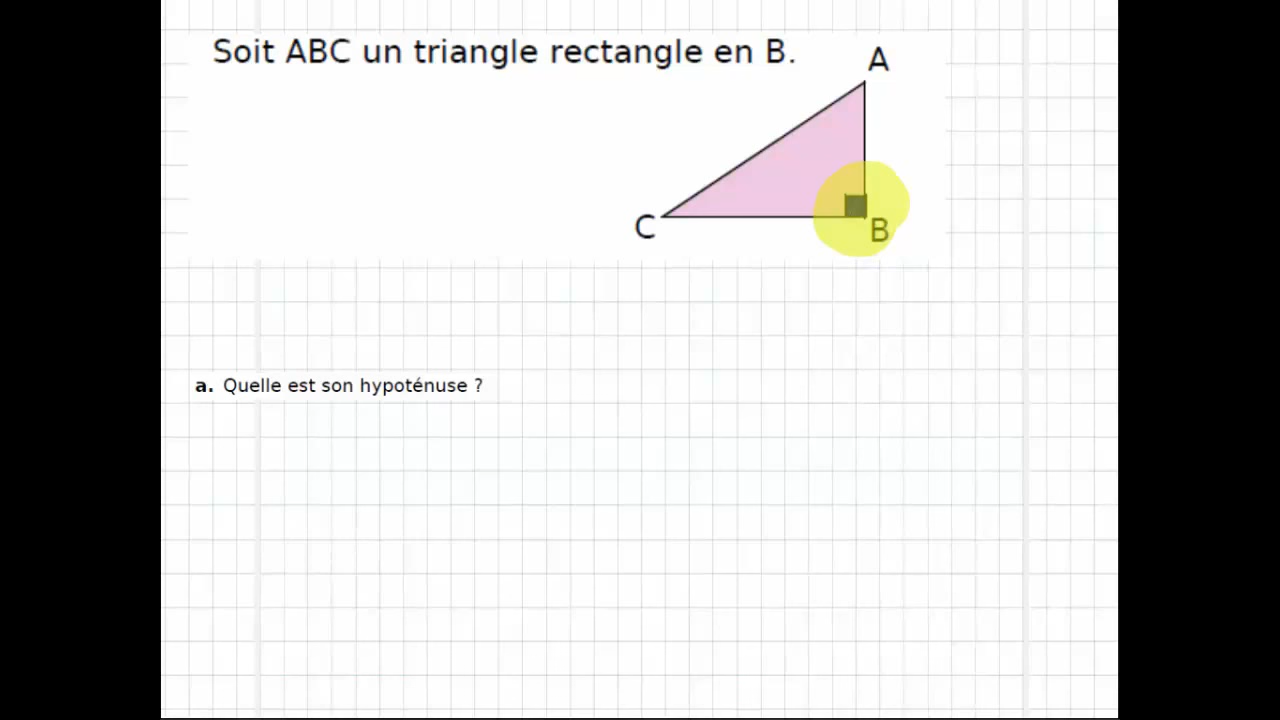 Soit ABC un triangle rectangle en B.
A
C
B
a. Quelle est son hypoténuse ?